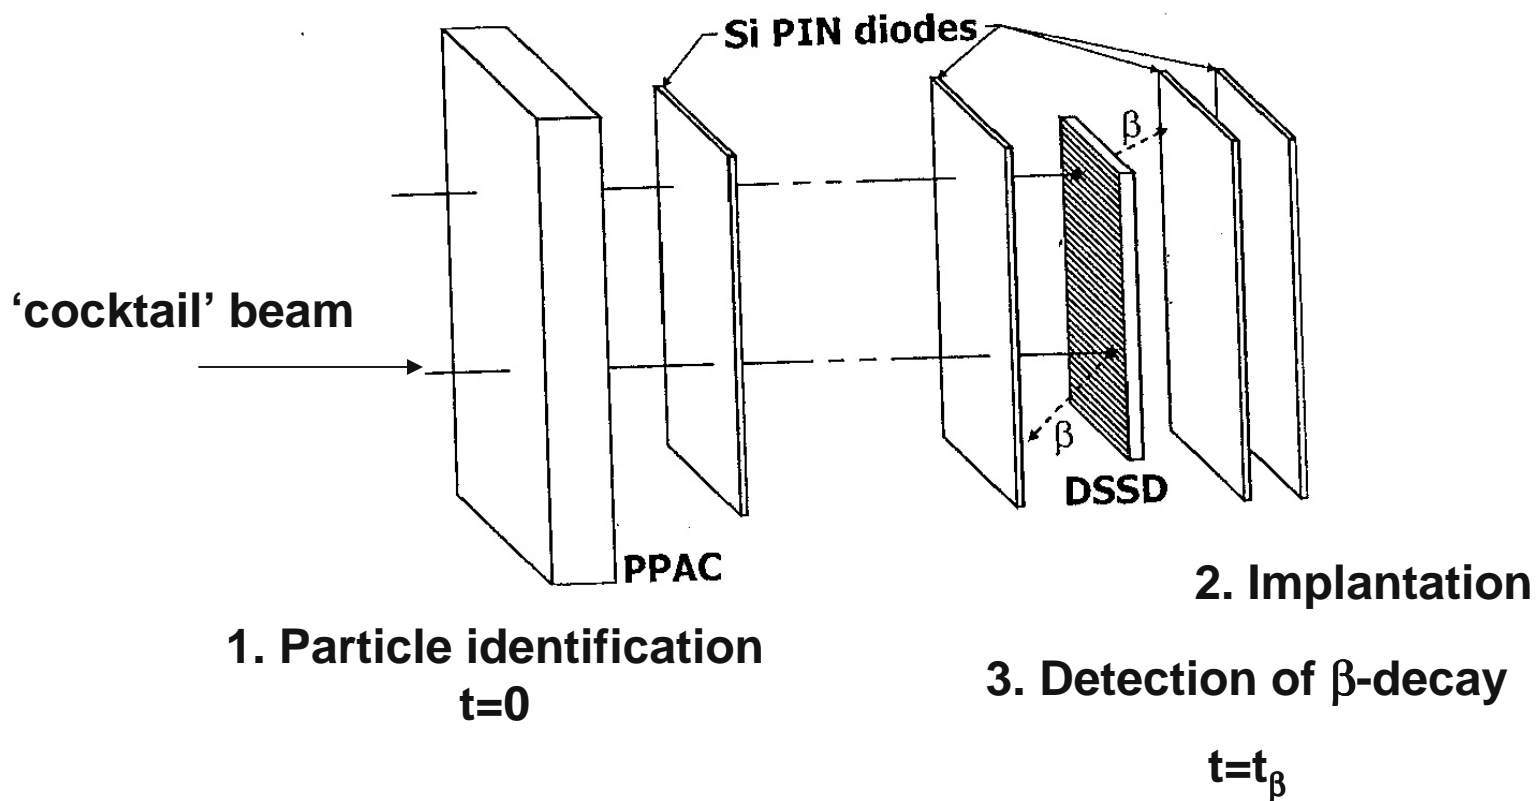 Si PIN diodes
β
‘cocktail’ beam
β
DSSD
PPAC
2. Implantation
1. Particle identification
t=0
3. Detection of β-decay
t=tβ